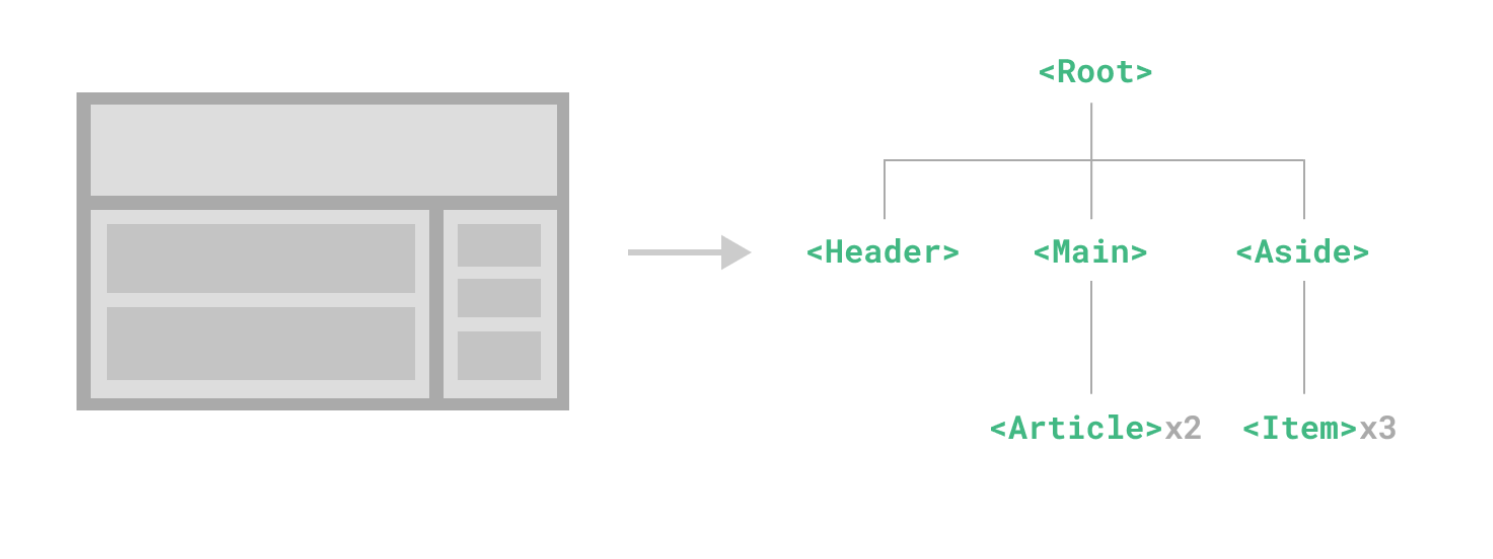 <Root>
<Header> <Main> <Aside>
<Article>x2 <Item>x3